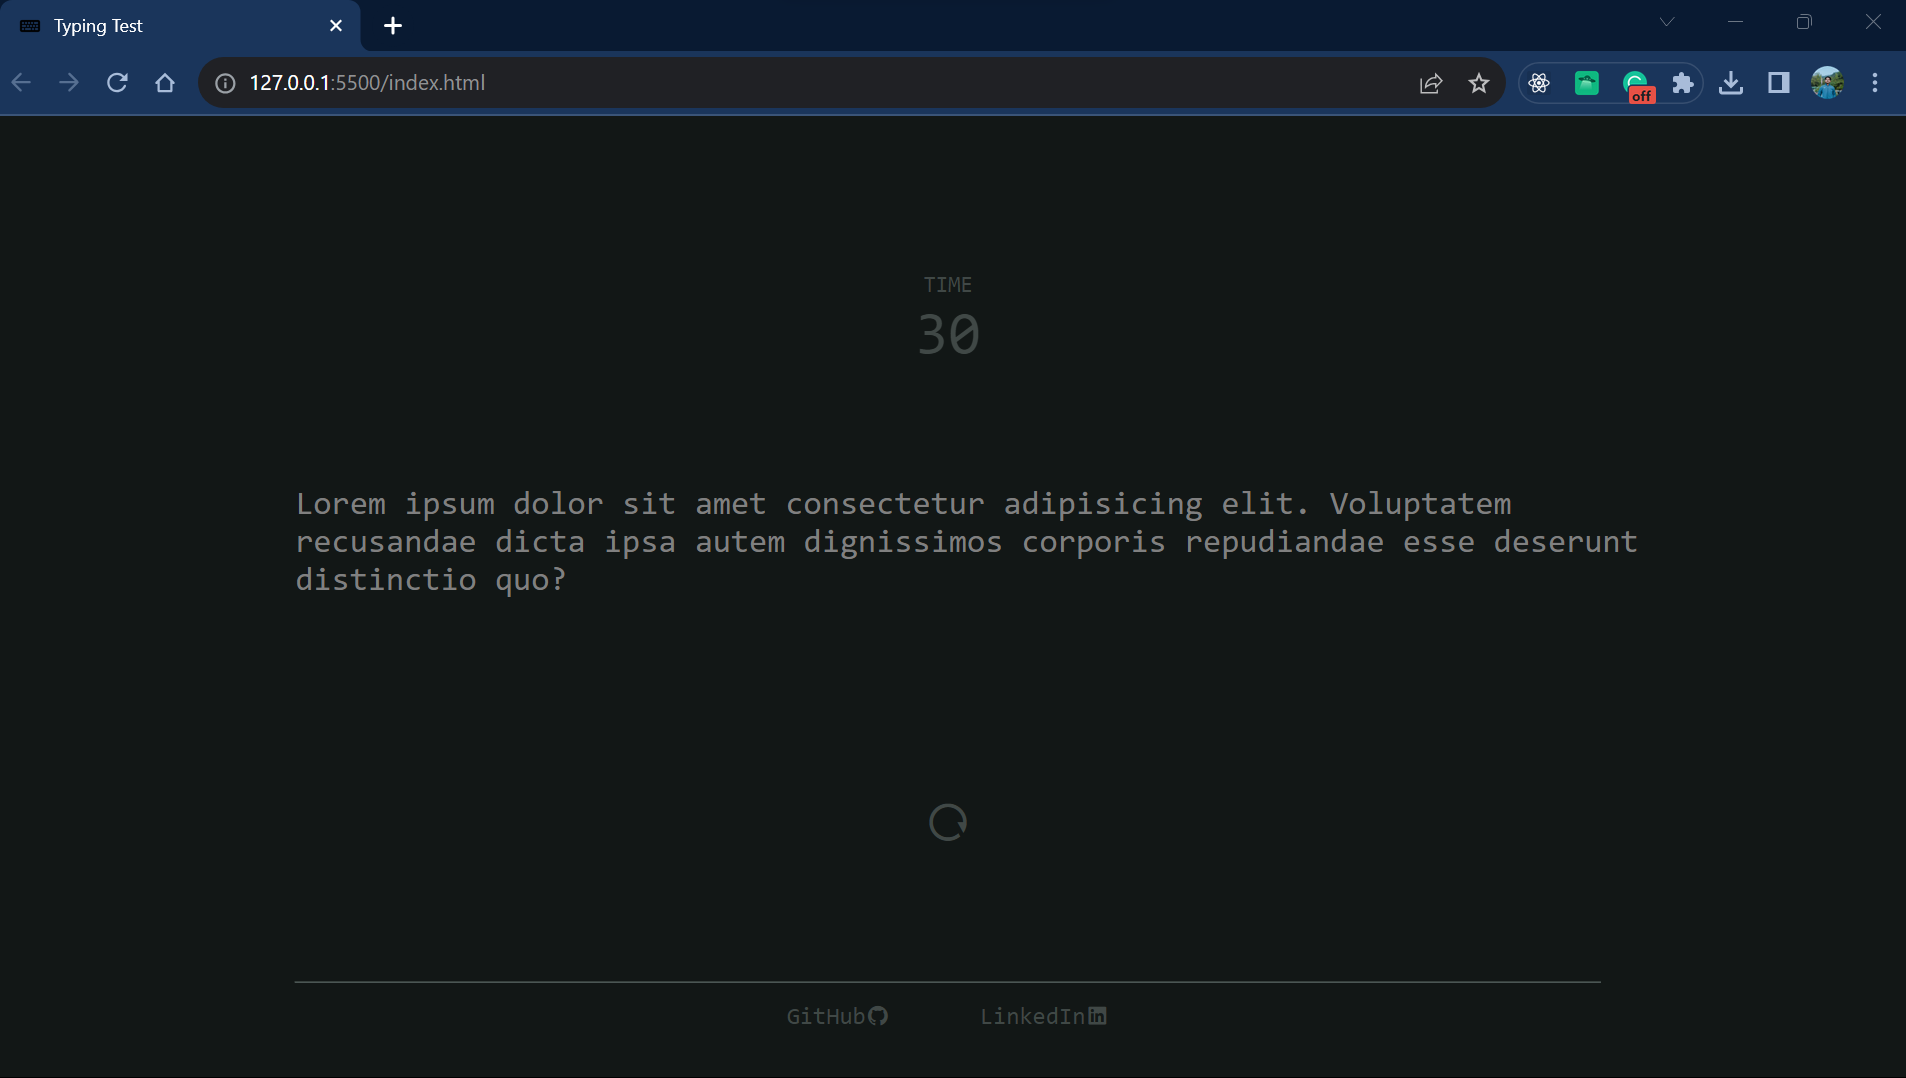 Typing Test
127.0.0.1:5500/index.html
off
TIME
30
Lorem ipsum dolor sit amet consectetur adipisicing elit. Voluptatem
recusandae dicta ipsa autem dignissimos corporis repudiandae esse deserunt
distinctio quo?
GitHub
LinkedIn in